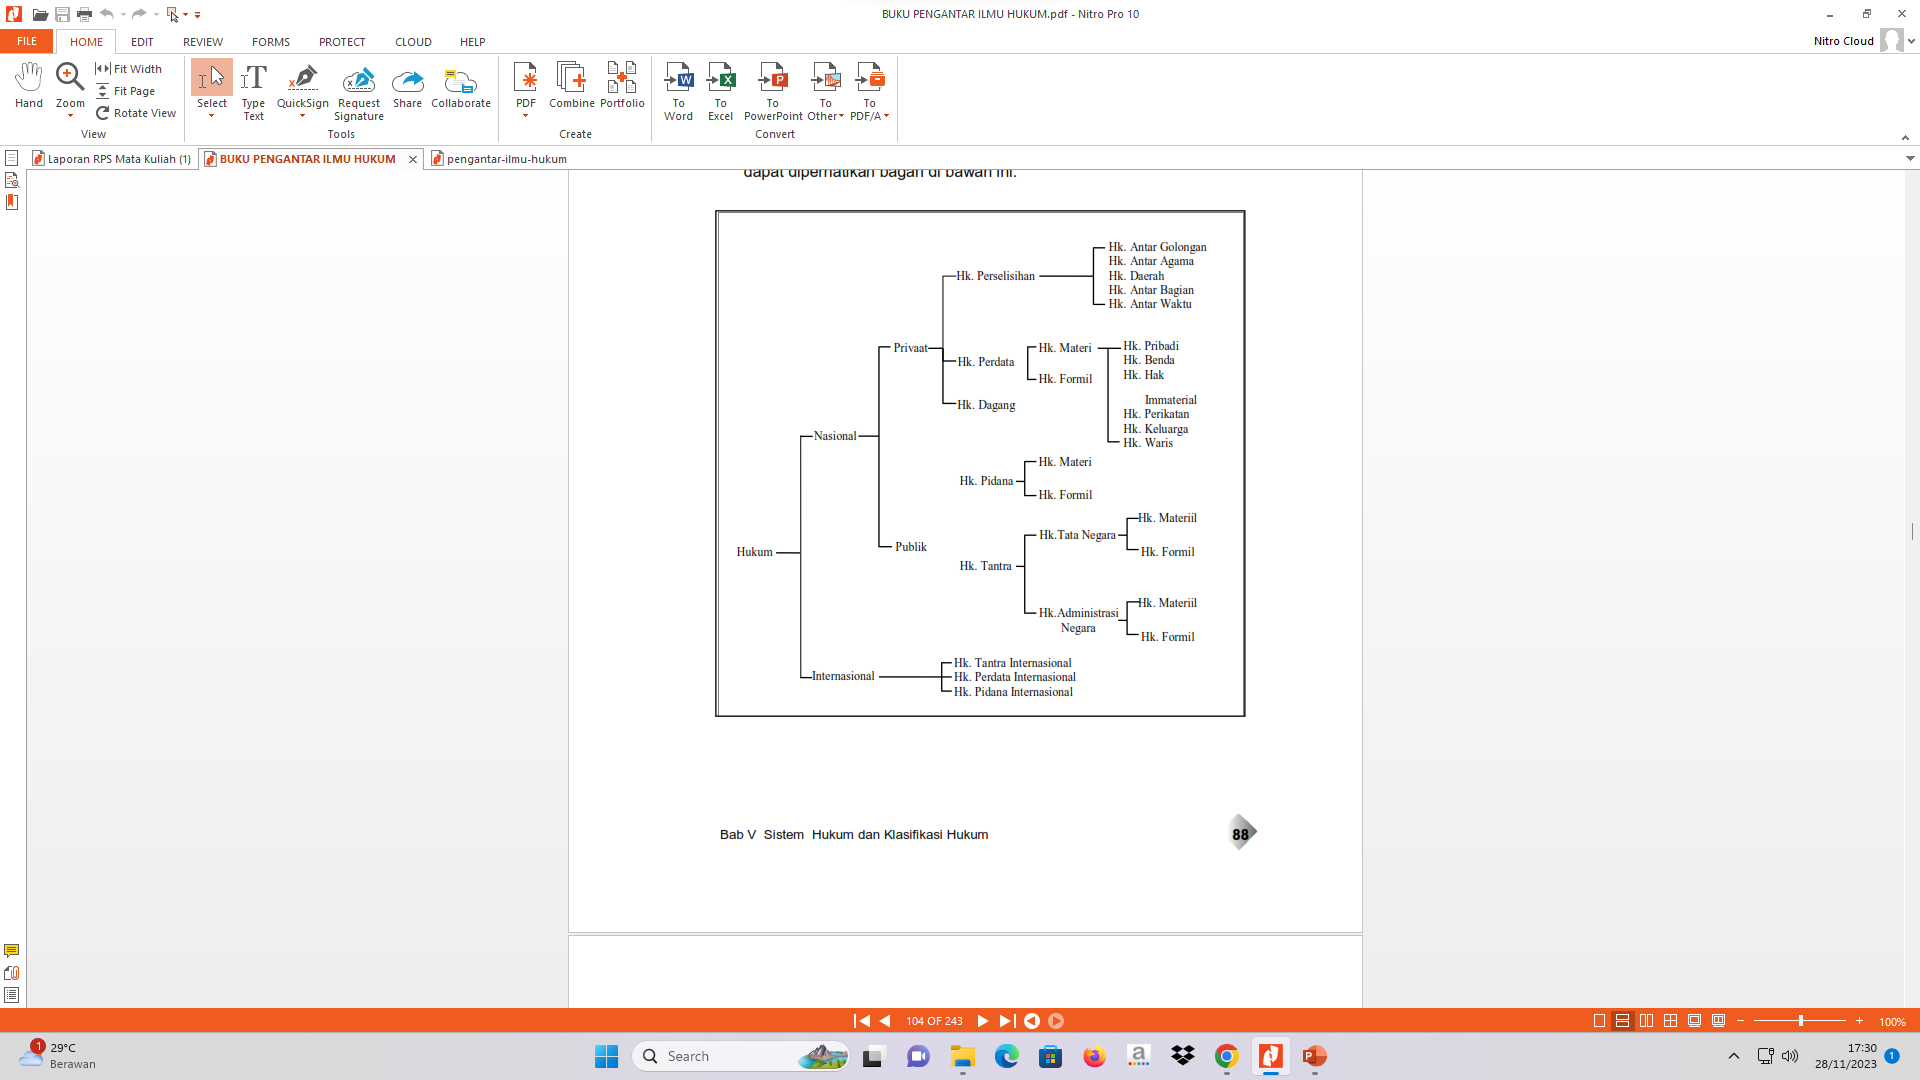 BUKU PENGANTAR ILMU HUKUM.pdf - Nitro Pro 10
FILE HOME EDIT REVIEW FORMS PROTECT CLOUD HELP
Nitro Cloud
Hand
Zoom
Fit Width
Fit Page
Rotate View
View
Select
Type Text
QuickSign
Request Signature
Share
Collaborate
Tools
PDF
Combine
Portfolio
Create
To Word
To Excel
To PowerPoint
To Other
To PDF/A
Convert
Laporan RPS Mata Kuliah (1)
BUKU PENGANTAR ILMU HUKUM
pengantar-ilmu-hukum
dapat diperhatikan bagan di bawah ini.
Hk. Antar Golongan
Hk. Antar Agama
Hk. Perselisihan
Hk. Daerah
Hk. Antar Bagian
Hk. Antar Waktu
Privaat
Hk. Perdata
Hk. Materi
Hk. Formil
Hk. Pribadi
Hk. Benda
Hk. Hak
Immaterial
Hk. Perikatan
Hk. Keluarga
Hk. Waris
Hk. Dagang
Nasional
Hk. Pidana
Hk. Materi
Hk. Formil
Hukum
Publik
Hk. Tantra
Hk.Tata Negara
Hk. Materiil
Hk. Formil
Hk.Administrasi
Negara
Hk. Materiil
Hk. Formil
Internasional
Hk. Tantra Internasional
Hk. Perdata Internasional
Hk. Pidana Internasional
Bab V Sistem Hukum dan Klasifikasi Hukum
88
104 OF 243
100%
1
29°C
Berawan
Search
17:30
28/11/2023
1